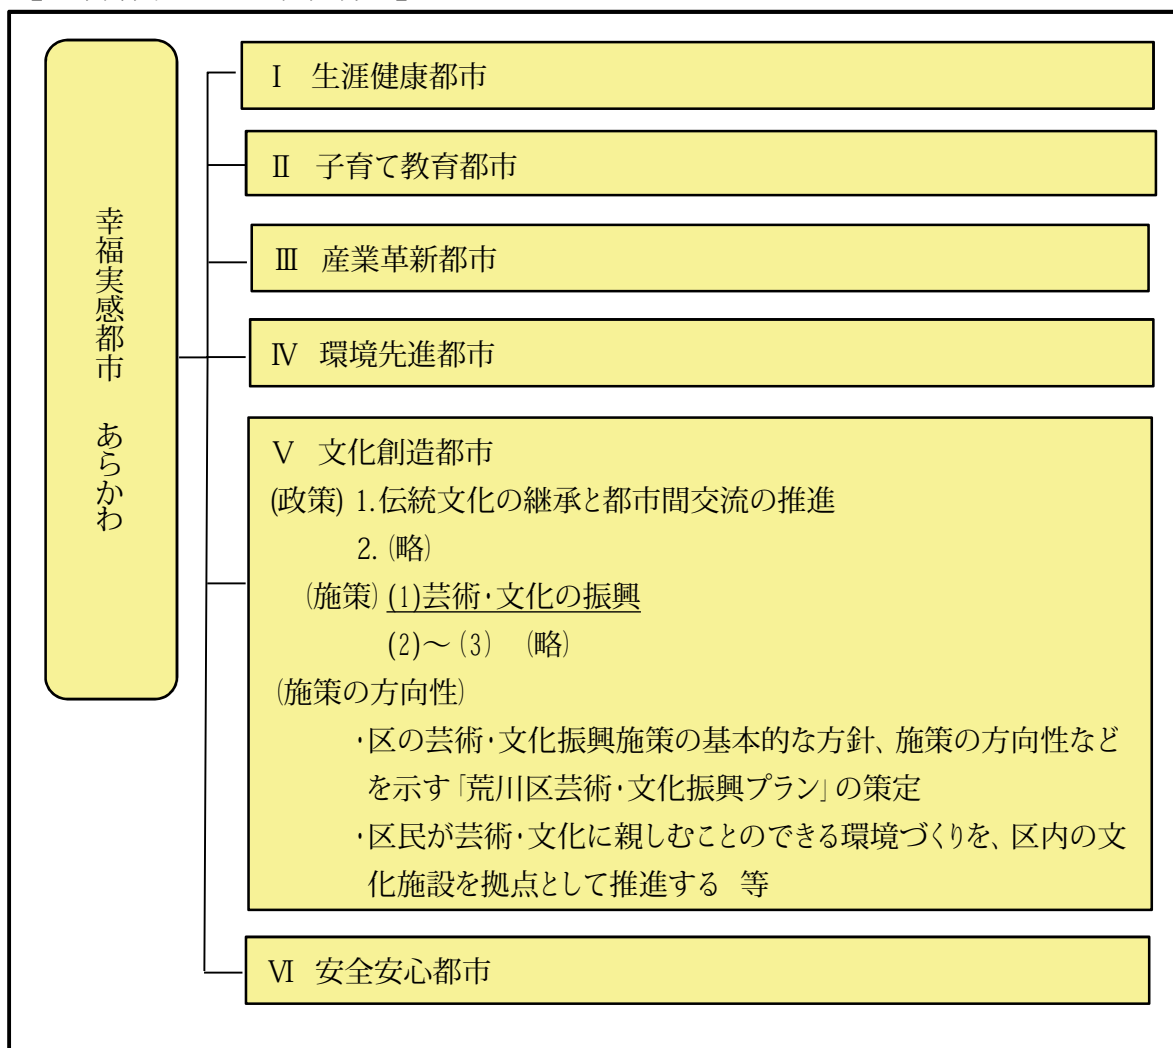 幸福実感都市　あらかわ
Ⅰ　生涯健康都市
Ⅱ　子育て教育都市
Ⅲ　産業革新都市
Ⅳ　環境先進都市
Ⅴ　文化創造都市
(政策) 1.伝統文化の継承と都市間交流の推進
2.(略)
(施策) (1)芸術・文化の振興
(2)～(3)　(略)
(施策の方向性)
・区の芸術・文化振興施策の基本的な方針、施策の方向性など
を示す「荒川区芸術・文化振興プラン」の策定
・区民が芸術・文化に親しむことのできる環境づくりを、区内の文
化施設を拠点として推進する　等
Ⅵ　安全安心都市